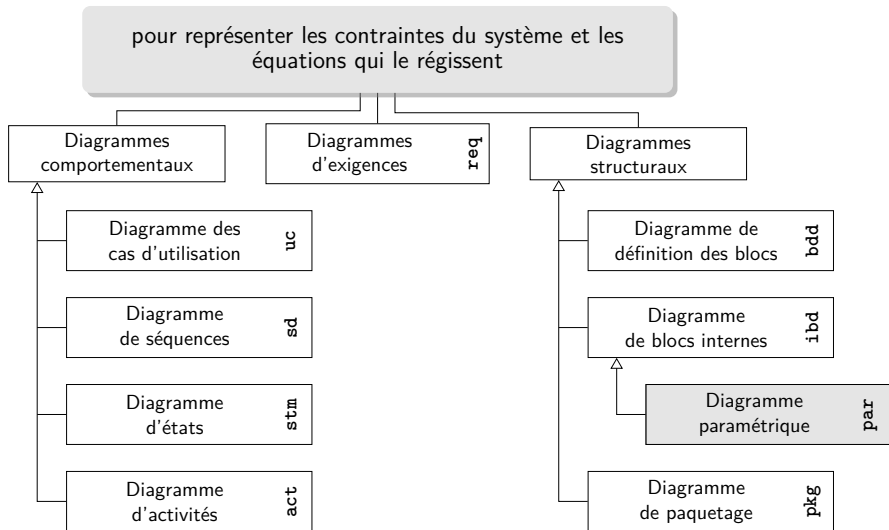 pour représenter les contraintes du système et les
équations qui le régissent
Diagrammes
comportementaux
Diagrammes
d'exigences
req
Diagrammes
structuraux
Diagramme des
cas d'utilisation
uc
Diagramme de
définition des blocs
bdd
Diagramme
de séquences
sd
Diagramme
de blocs internes
ibd
Diagramme
d'états
stm
Diagramme
paramétrique
par
Diagramme
d'activités
act
Diagramme
de paquetage
pkg